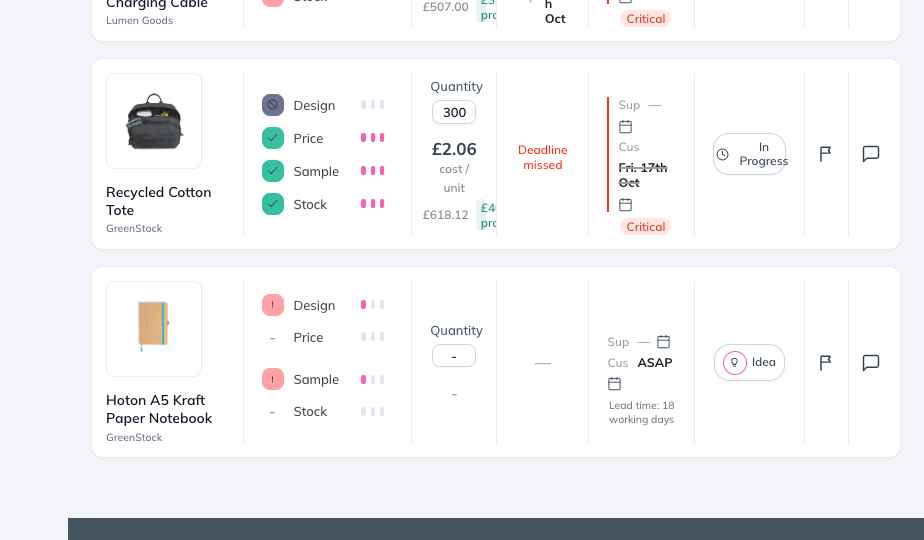 Charging Cable
Lumen Goods
Stock
£507.00
Oct
Critical
Recycled Cotton
Tote
GreenStock
Design
Price
Sample
Stock
Quantity
300
£2.06
cost /
unit
£618.12
£4
Deadline
missed
Sup —
Cus
Fri. 17th
Oct
Critical
In
Progress
Hoton A5 Kraft
Paper Notebook
GreenStock
! Design
- Price
! Sample
- Stock
Quantity
-
-
—
Sup —
Cus ASAP
Lead time: 18
working days
Idea